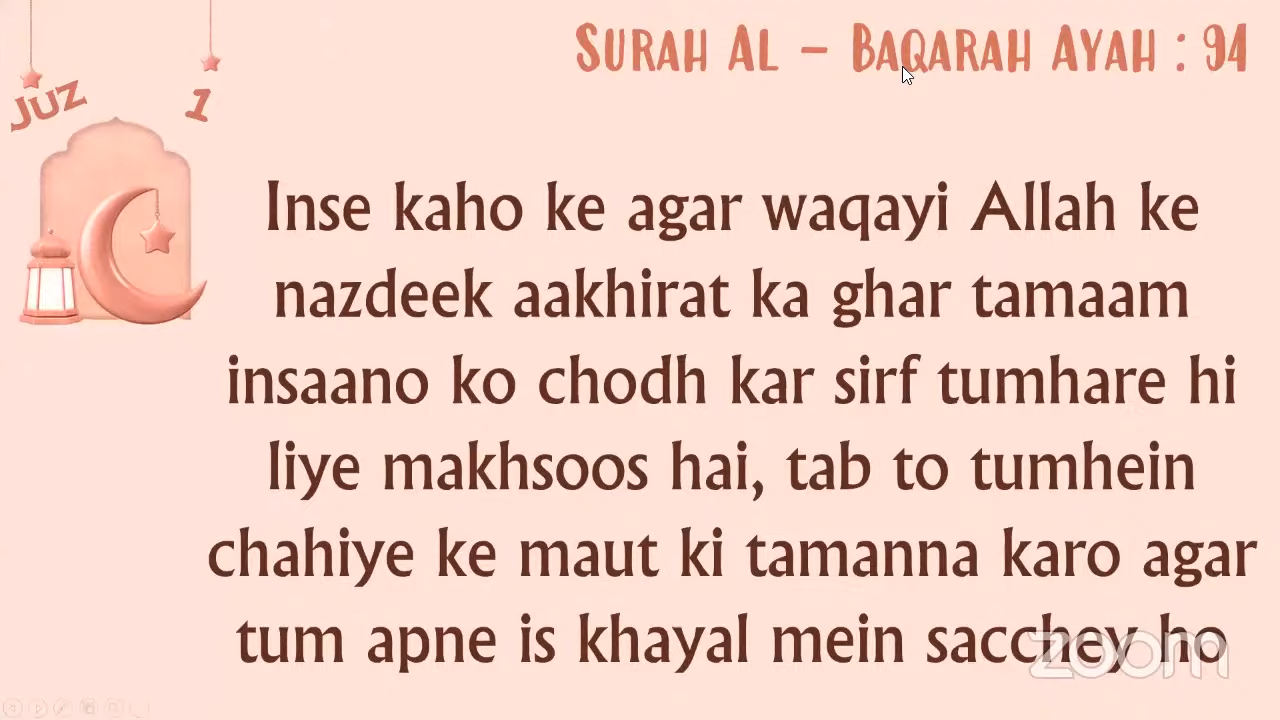 SURAH AL – BAQARAH AYAH : 94
JUZ 1
Inse kaho ke agar waqayi Allah ke
nazdeek aakhirat ka ghar tamaam
insaano ko chodh kar sirf tumhare hi
liye makhsoos hai, tab to tumhein
chahiye ke maut ki tamanna karo agar
tum apne is khayal mein sacchey ho
zoom